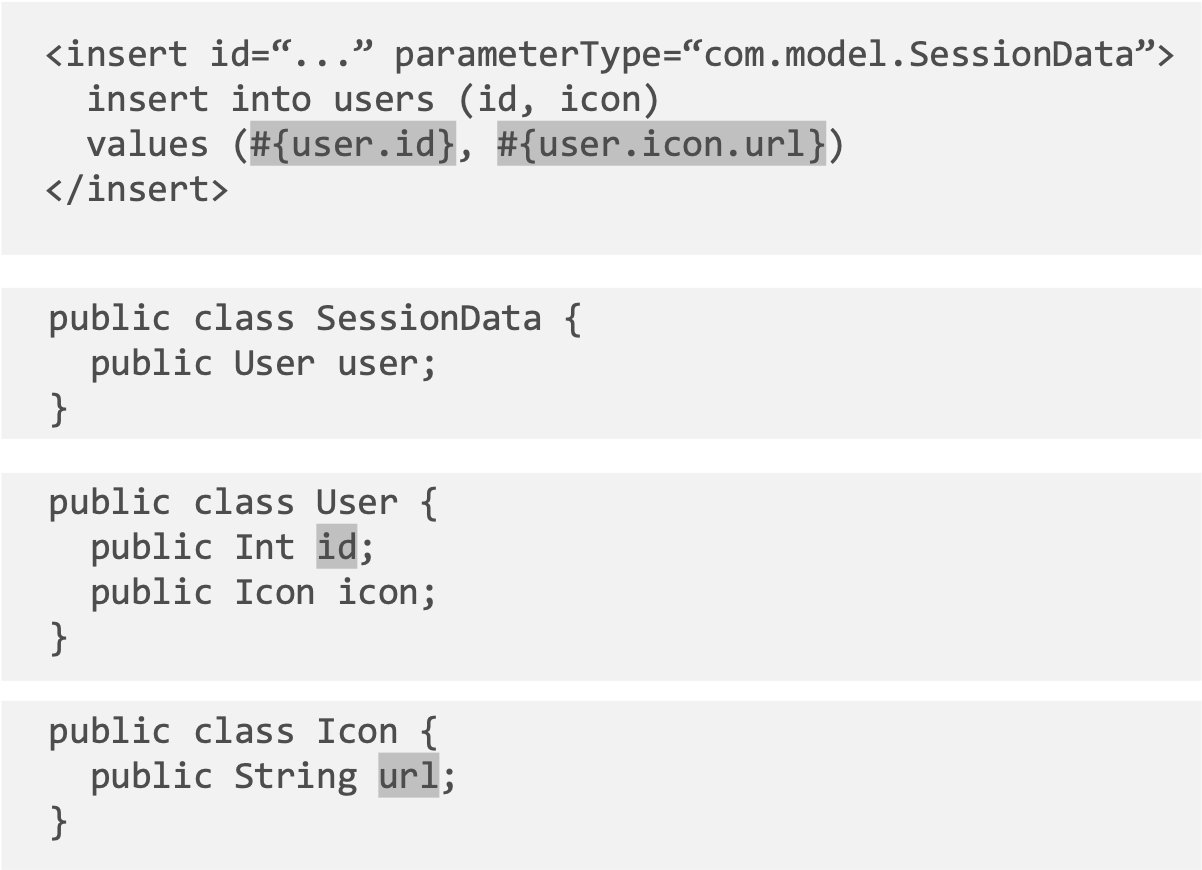 <insert id=“...” parameterType=“com.model.SessionData”>
insert into users (id, icon)
values (#{user.id}, #{user.icon.url})
</insert>
public class SessionData {
public User user;
}
public class User {
public Int id;
public Icon icon;
}
public class Icon {
public String url;
}